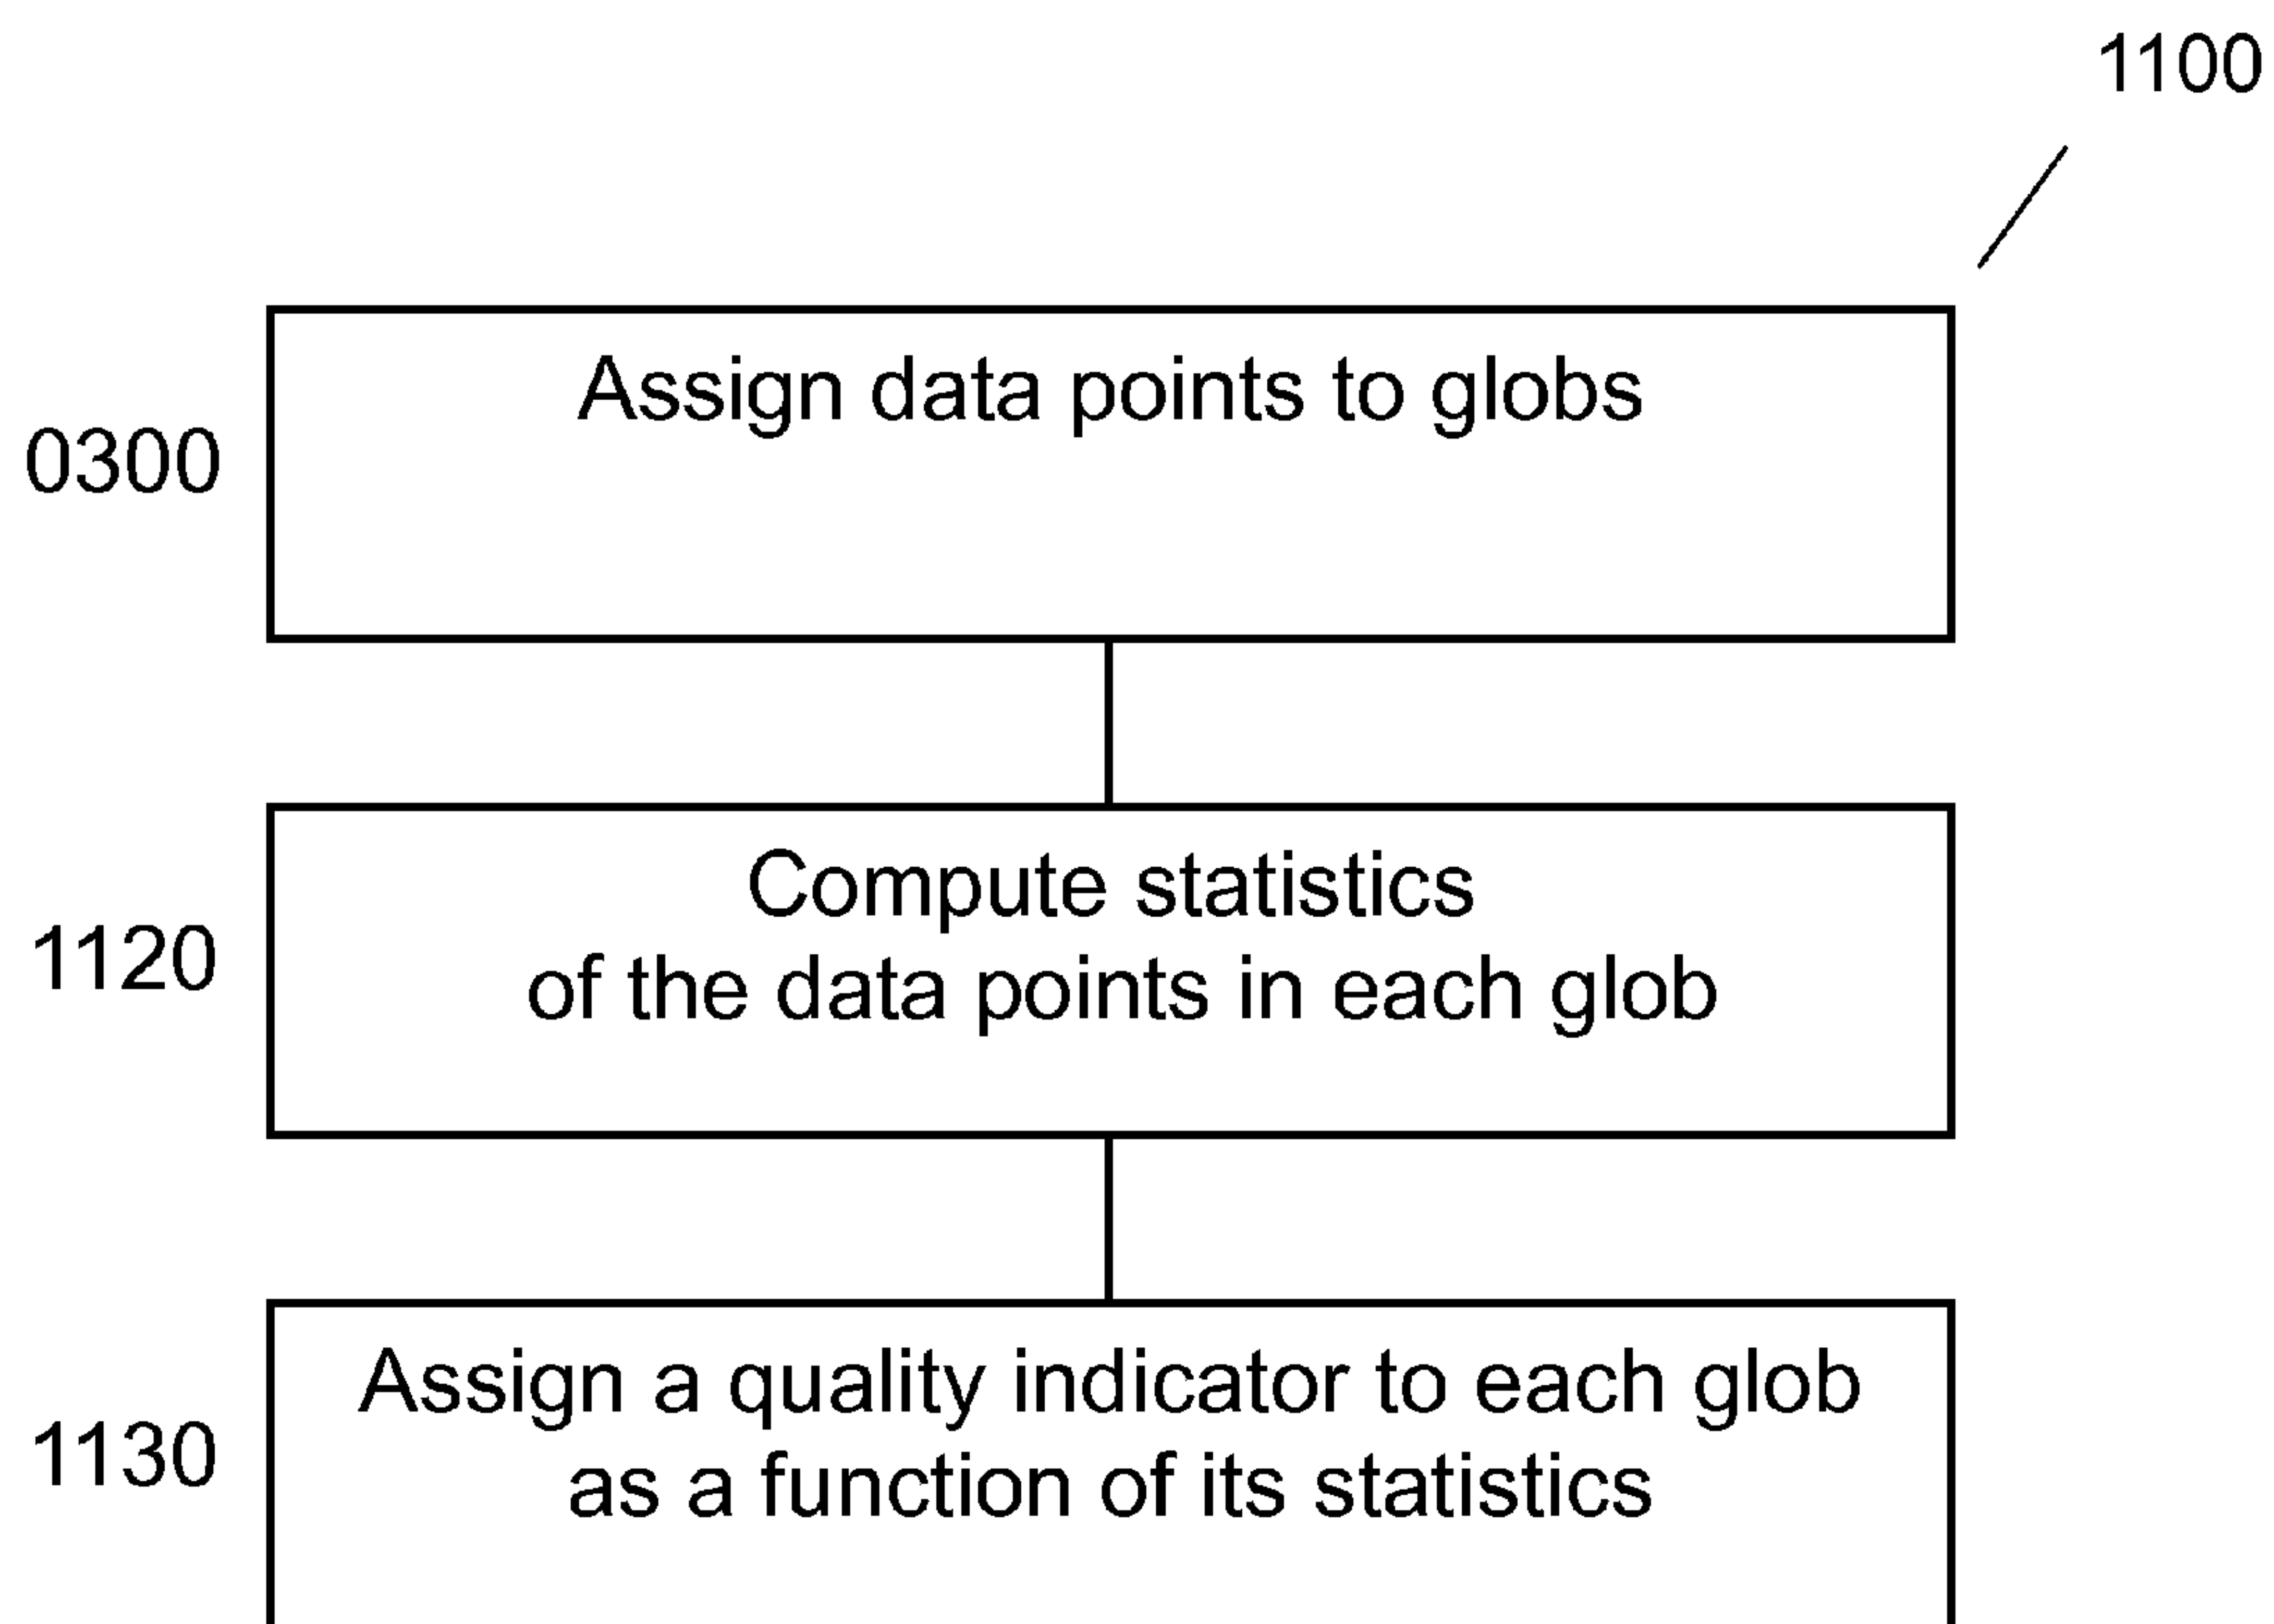 1100
0300
Assign data points to globs
1120
Compute statistics
of the data points in each glob
1130
Assign a quality indicator to each glob
as a function of its statistics